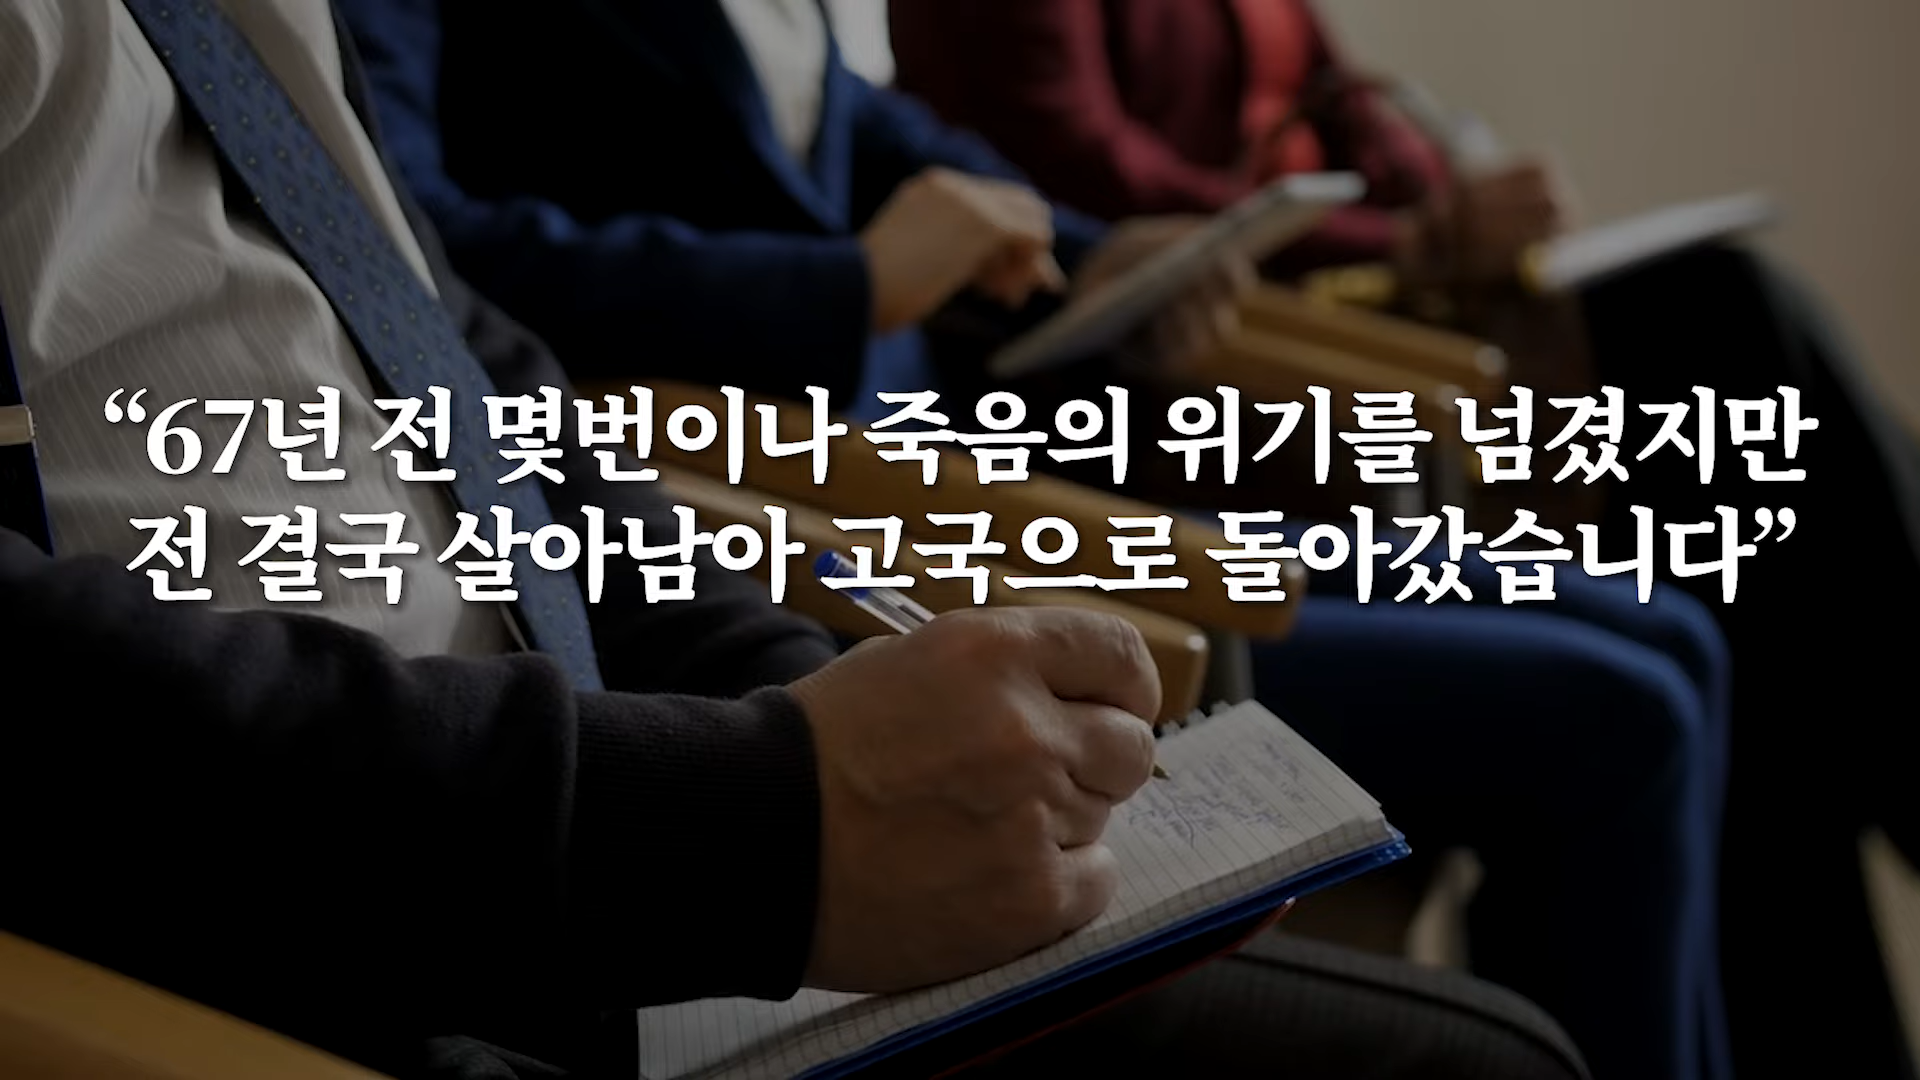 “67년 전 몇번이나 죽음의 위기를 넘겼지만
전 결국 살아남아 고국으로 돌아갔습니다”